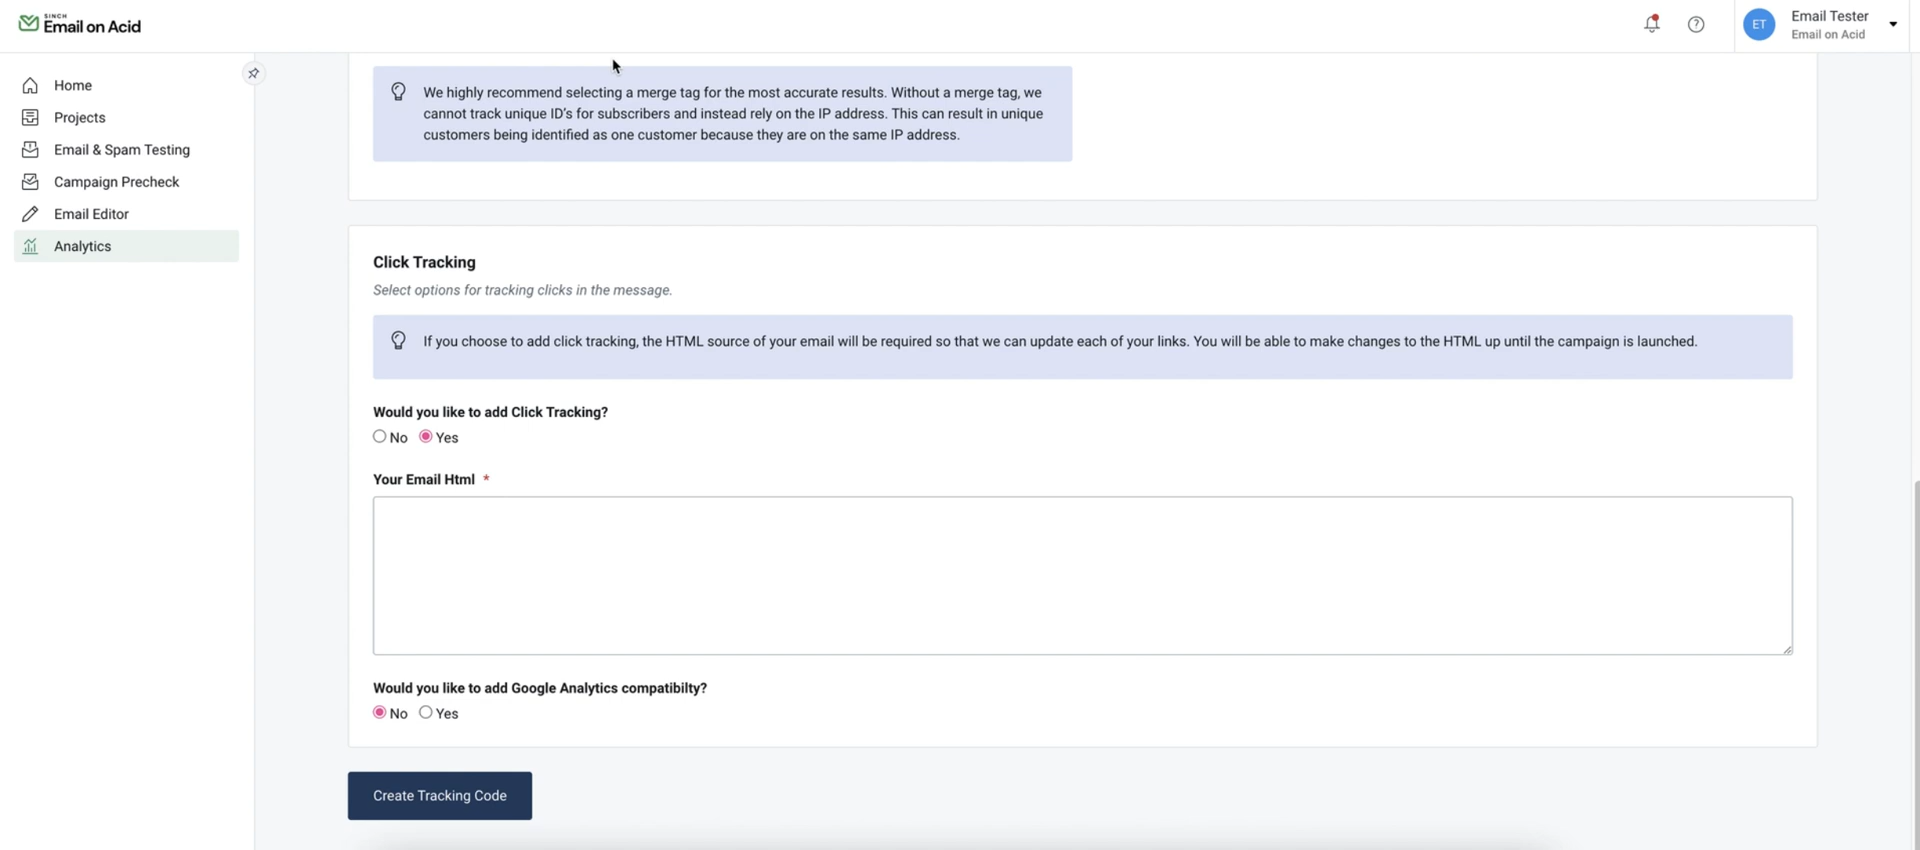 SINCH
Email on Acid
ET
Email Tester
Email on Acid
Home
Projects
Email & Spam Testing
Campaign Precheck
Email Editor
Analytics
We highly recommend selecting a merge tag for the most accurate results. Without a merge tag, we
cannot track unique ID's for subscribers and instead rely on the IP address. This can result in unique
customers being identified as one customer because they are on the same IP address.
Click Tracking
Select options for tracking clicks in the message.
If you choose to add click tracking, the HTML source of your email will be required so that we can update each of your links. You will be able to make changes to the HTML up until the campaign is launched.
Would you like to add Click Tracking?
No Yes
Your Email Html *
Would you like to add Google Analytics compatibilty?
No Yes
Create Tracking Code